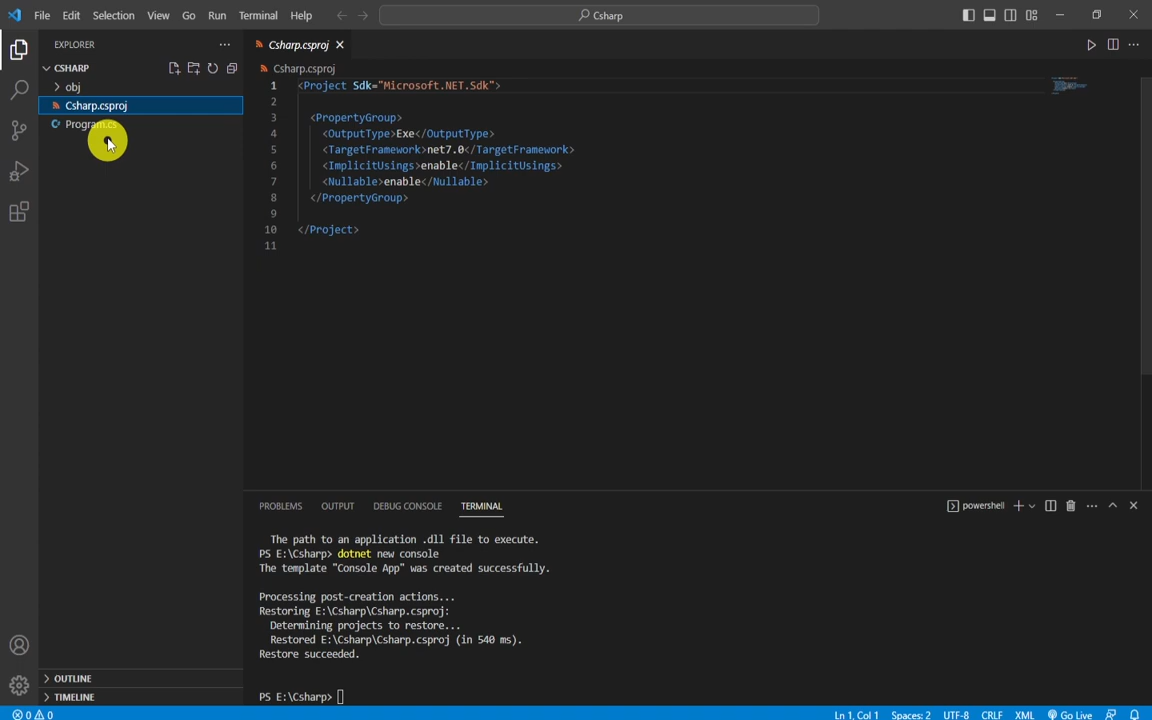 File Edit Selection View Go Run Terminal Help
Csharp
EXPLORER
Csharp.csproj
CSHARP
Csharp.csproj
obj
Csharp.csproj
Program.cs
1 <Project Sdk="Microsoft.NET.Sdk">
2
3 <PropertyGroup>
4 <OutputType>Exe</OutputType>
5 <TargetFramework>net7.0</TargetFramework>
6 <ImplicitUsings>enable</ImplicitUsings>
7 <Nullable>enable</Nullable>
8 </PropertyGroup>
9
10 </Project>
11
PROBLEMS OUTPUT DEBUG CONSOLE TERMINAL
powershell
The path to an application .dll file to execute.
PS E:\Csharp> dotnet new console
The template "Console App" was created successfully.
Processing post-creation actions...
Restoring E:\Csharp\Csharp.csproj:
Determining projects to restore...
Restored E:\Csharp\Csharp.csproj (in 540 ms).
Restore succeeded.
PS E:\Csharp>
OUTLINE
TIMELINE
0 0
Ln 1, Col 1 Spaces: 2 UTF-8 CRLF XML Go Live